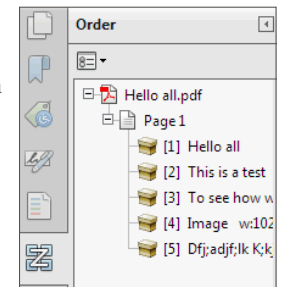 Order
Hello all.pdf
Page 1
[1] Hello all
[2] This is a test
[3] To see how w
[4] Image w:102
[5] Dfj;adjf;lk K;k